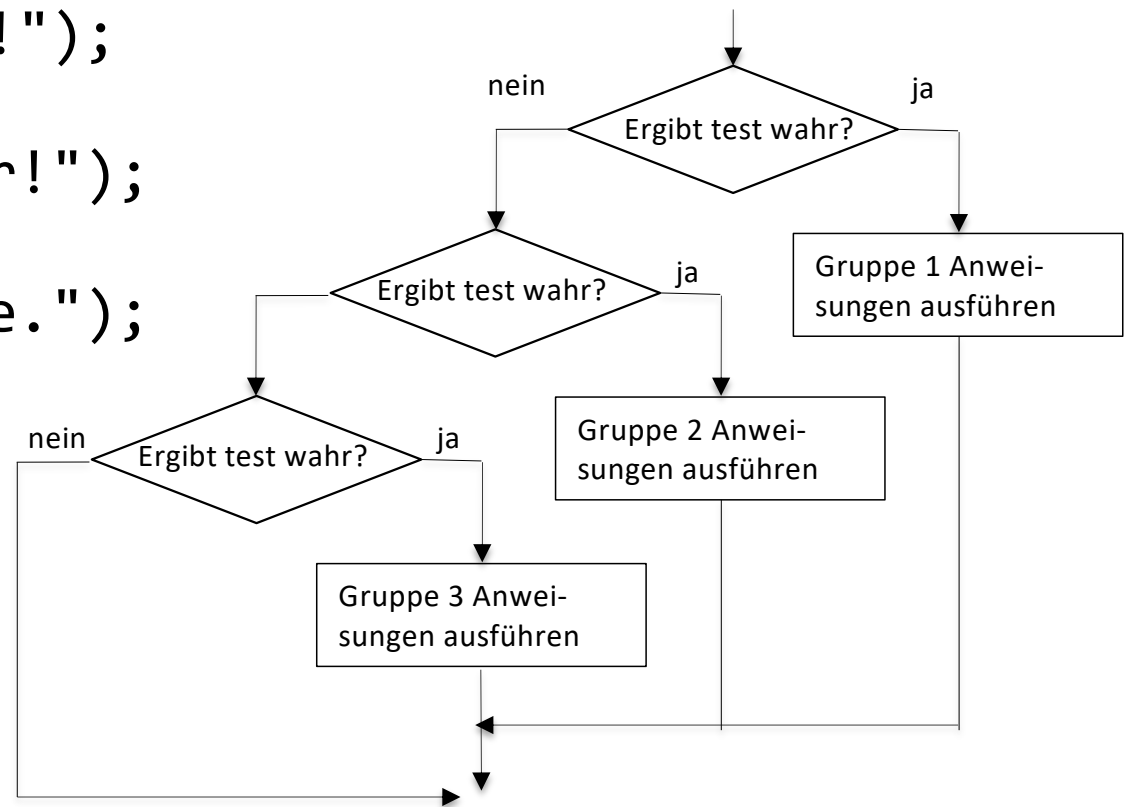 !");
r!");
e.");
nein
ja
Ergibt test wahr?
Gruppe 1 Anwei-
sungen ausführen
ja
Ergibt test wahr?
Gruppe 2 Anwei-
sungen ausführen
nein
ja
Ergibt test wahr?
Gruppe 3 Anwei-
sungen ausführen